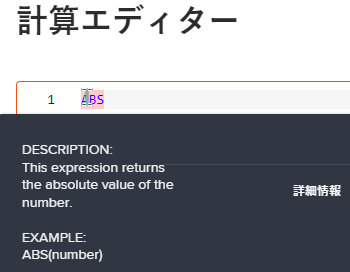 計算エディター
1 ABS
DESCRIPTION:
This expression returns
the absolute value of the
number.
詳細情報
EXAMPLE:
ABS(number)